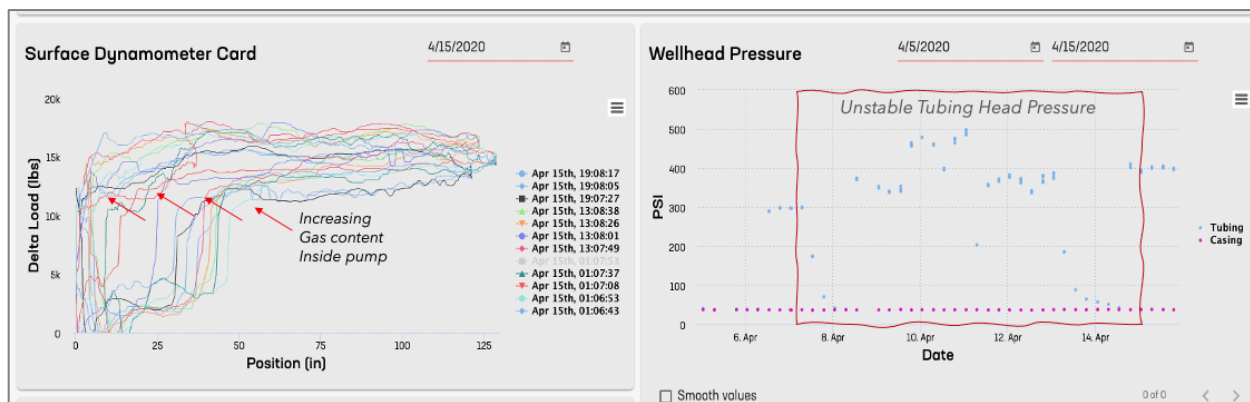 Surface Dynamometer Card
4/15/2020
20k
15k
10k
5k
0
Delta Load (lbs)
0
25
50
75
100
125
Position (in)
Increasing
Gas content
Inside pump
Apr 15th, 19:08:17
Apr 15th, 19:08:05
Apr 15th, 19:07:27
Apr 15th, 13:08:38
Apr 15th, 13:08:26
Apr 15th, 13:08:01
Apr 15th, 13:07:49
Apr 15th, 01:07:53
Apr 15th, 01:07:37
Apr 15th, 01:07:08
Apr 15th, 01:06:53
Apr 15th, 01:06:43
Wellhead Pressure
4/5/2020
4/15/2020
Unstable Tubing Head Pressure
600
500
400
300
200
100
0
PSI
6. Apr
8. Apr
10. Apr
12. Apr
14. Apr
Date
Tubing
Casing
Smooth values
0 of 0